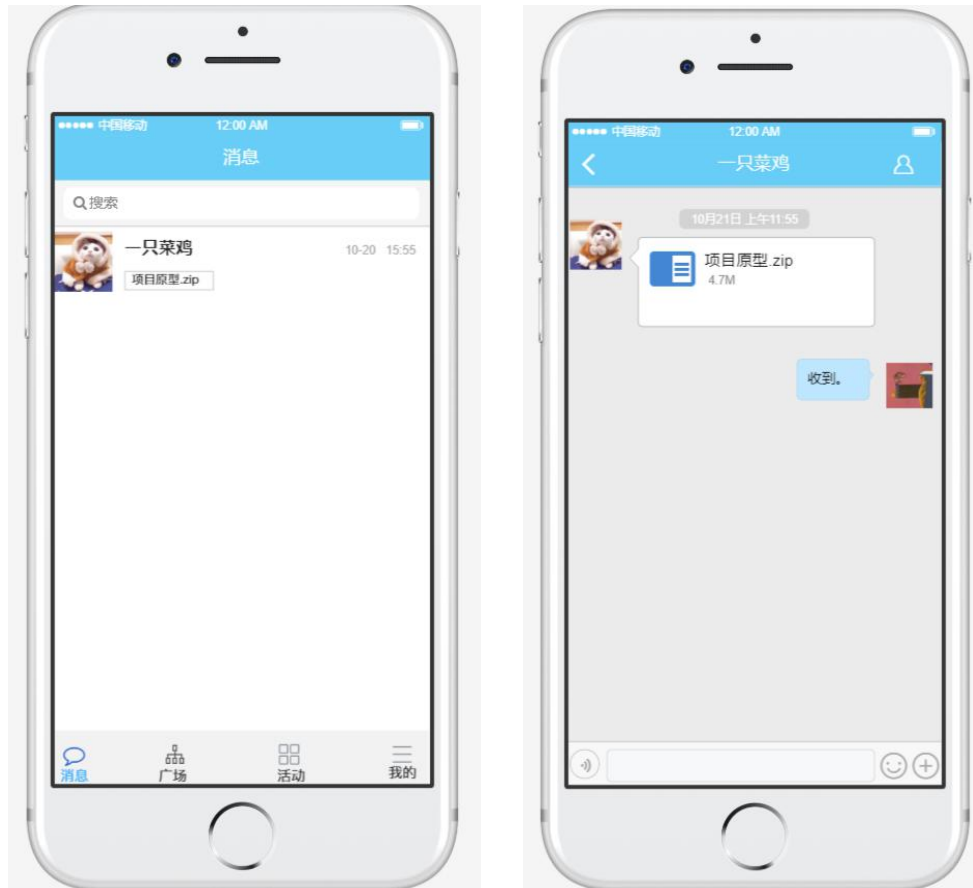 中国移动 12:00 AM
消息
搜索
一只菜鸡 10-20 15:55
项目原型.zip
消息 广场 活动 我的
中国移动 12:00 AM
一只菜鸡
10月21日 上午11:55
项目原型.zip
4.7M
收到。